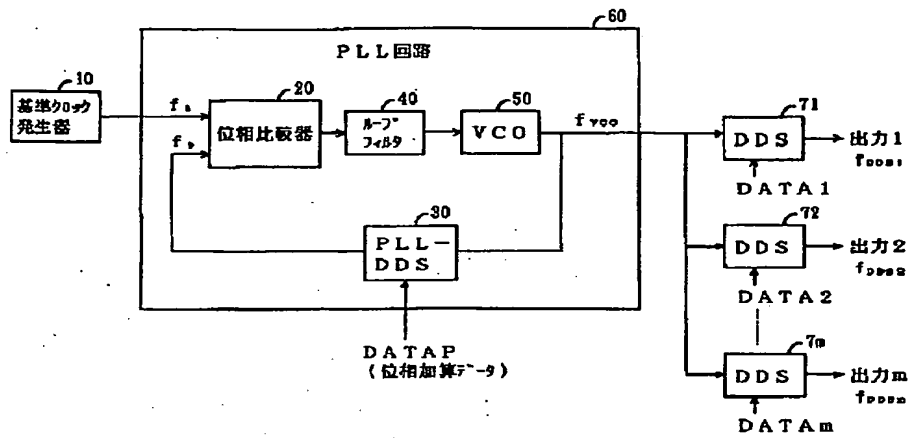 60
PLL回路
10
基準クロック
発生器
fa
20
位相比較器
40
ループ
フィルタ
50
VCO
fvco
fb
30
PLL-
DDS
DATAP
(位相加算データ)
71
DDS
出力1
fDDS1
DATA1
72
DDS
出力2
fDDS2
DATA2
7m
DDS
出力m
fDDSm
DATAm